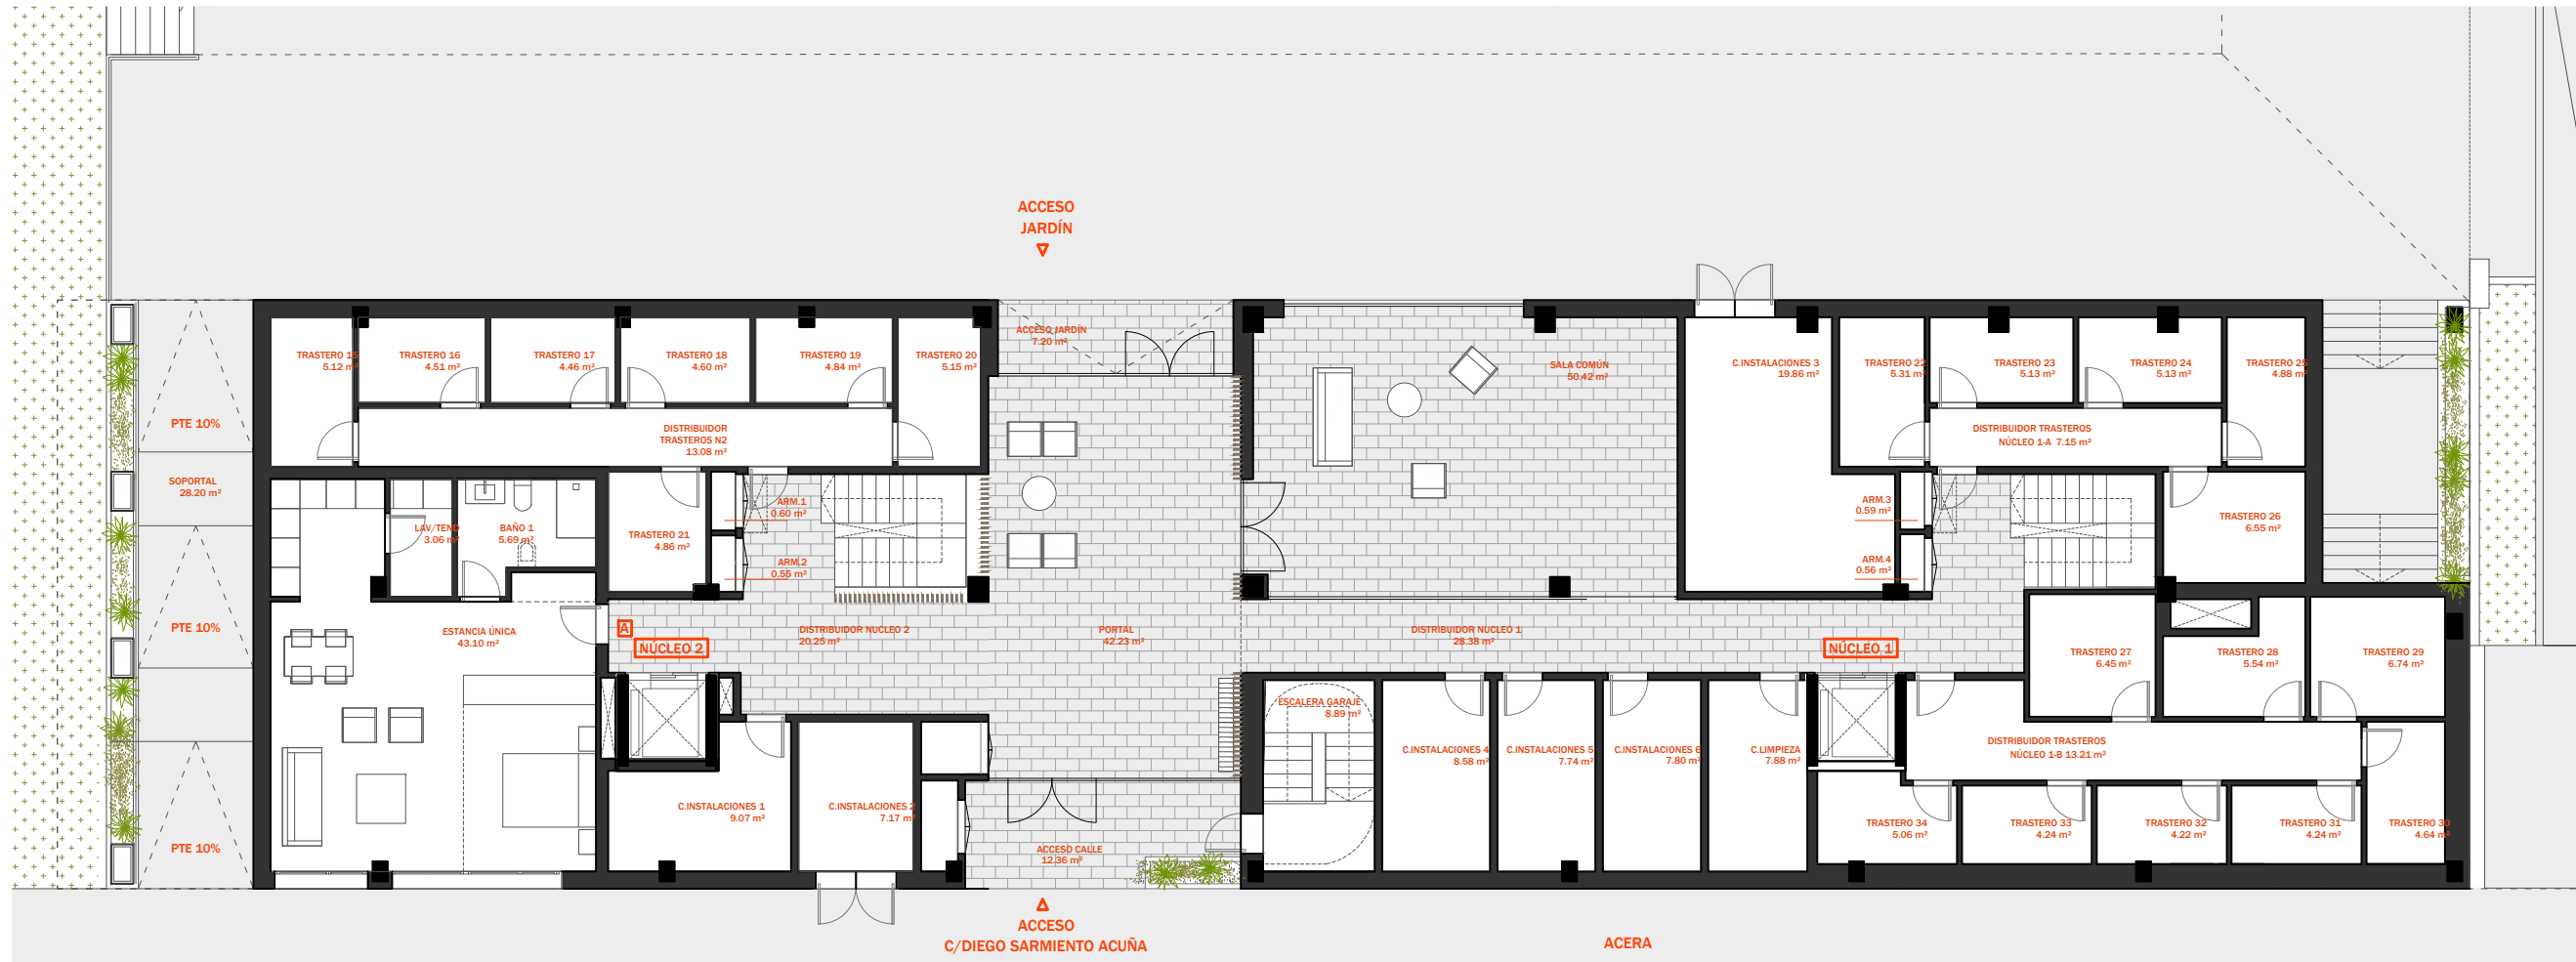 ACCESO
JARDÍN
ACCESO JARDÍN
7.20 m²
TRASTERO 15
5.12 m²
TRASTERO 16
4.51 m²
TRASTERO 17
4.46 m²
TRASTERO 18
4.60 m²
TRASTERO 19
4.84 m²
TRASTERO 20
5.15 m²
SALA COMÚN
50.42 m²
C.INSTALACIONES 3
19.86 m²
TRASTERO 22
5.31 m²
TRASTERO 23
5.13 m²
TRASTERO 24
5.13 m²
TRASTERO 25
4.88 m²
PTE 10%
DISTRIBUIDOR
TRASTEROS N2
13.08 m²
DISTRIBUIDOR TRASTEROS
NÚCLEO 1-A 7.15 m²
SOPORTAL
28.20 m²
LAV/TEND
3.06 m²
BAÑO 1
5.69 m²
TRASTERO 21
4.86 m²
ARM.1
0.60 m²
ARM.2
0.55 m²
ARM.3
0.59 m²
ARM.4
0.56 m²
TRASTERO 26
6.55 m²
PTE 10%
ESTANCIA ÚNICA
43.10 m²
A
NÚCLEO 2
DISTRIBUIDOR NUCLEO 2
20.25 m²
PORTAL
42.23 m²
DISTRIBUIDOR NUCLEO 1
28.38 m²
NÚCLEO 1
TRASTERO 27
6.45 m²
TRASTERO 28
5.54 m²
TRASTERO 29
6.74 m²
ESCALERA GARAJE
8.89 m²
C.INSTALACIONES 4
8.58 m²
C.INSTALACIONES 5
7.74 m²
C.INSTALACIONES 6
7.80 m²
C.LIMPIEZA
7.88 m²
DISTRIBUIDOR TRASTEROS
NÚCLEO 1-B 13.21 m²
PTE 10%
C.INSTALACIONES 1
9.07 m²
C.INSTALACIONES 2
7.17 m²
ACCESO CALLE
12.36 m²
TRASTERO 34
5.06 m²
TRASTERO 33
4.24 m²
TRASTERO 32
4.22 m²
TRASTERO 31
4.24 m²
TRASTERO 30
4.64 m²
ACCESO
C/DIEGO SARMIENTO ACUÑA
ACERA